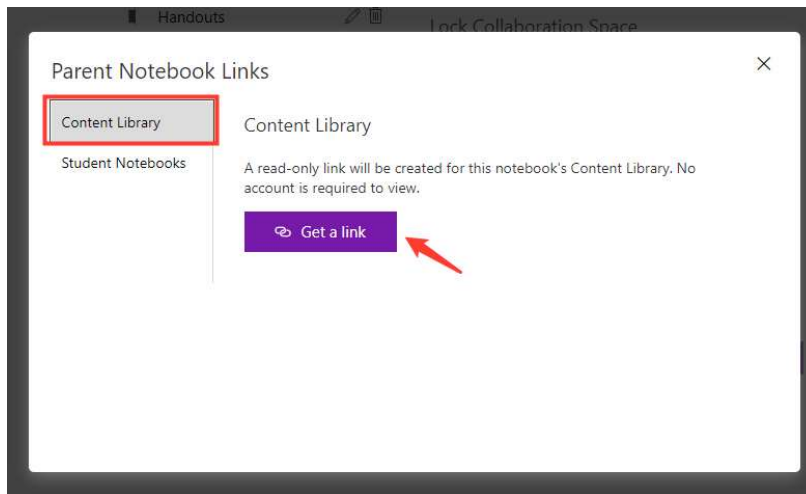 Handouts
Lock Collaboration Space
Parent Notebook Links
Content Library
Student Notebooks
Content Library
A read-only link will be created for this notebook's Content Library. No
account is required to view.
Get a link